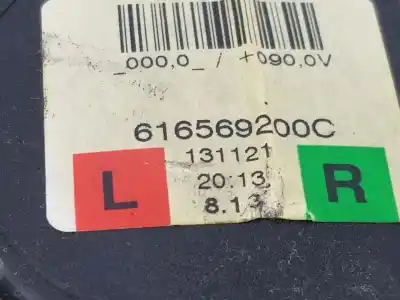 _000,0_ / +090,0V
616569200C
131121
20:13
8.13
L
R